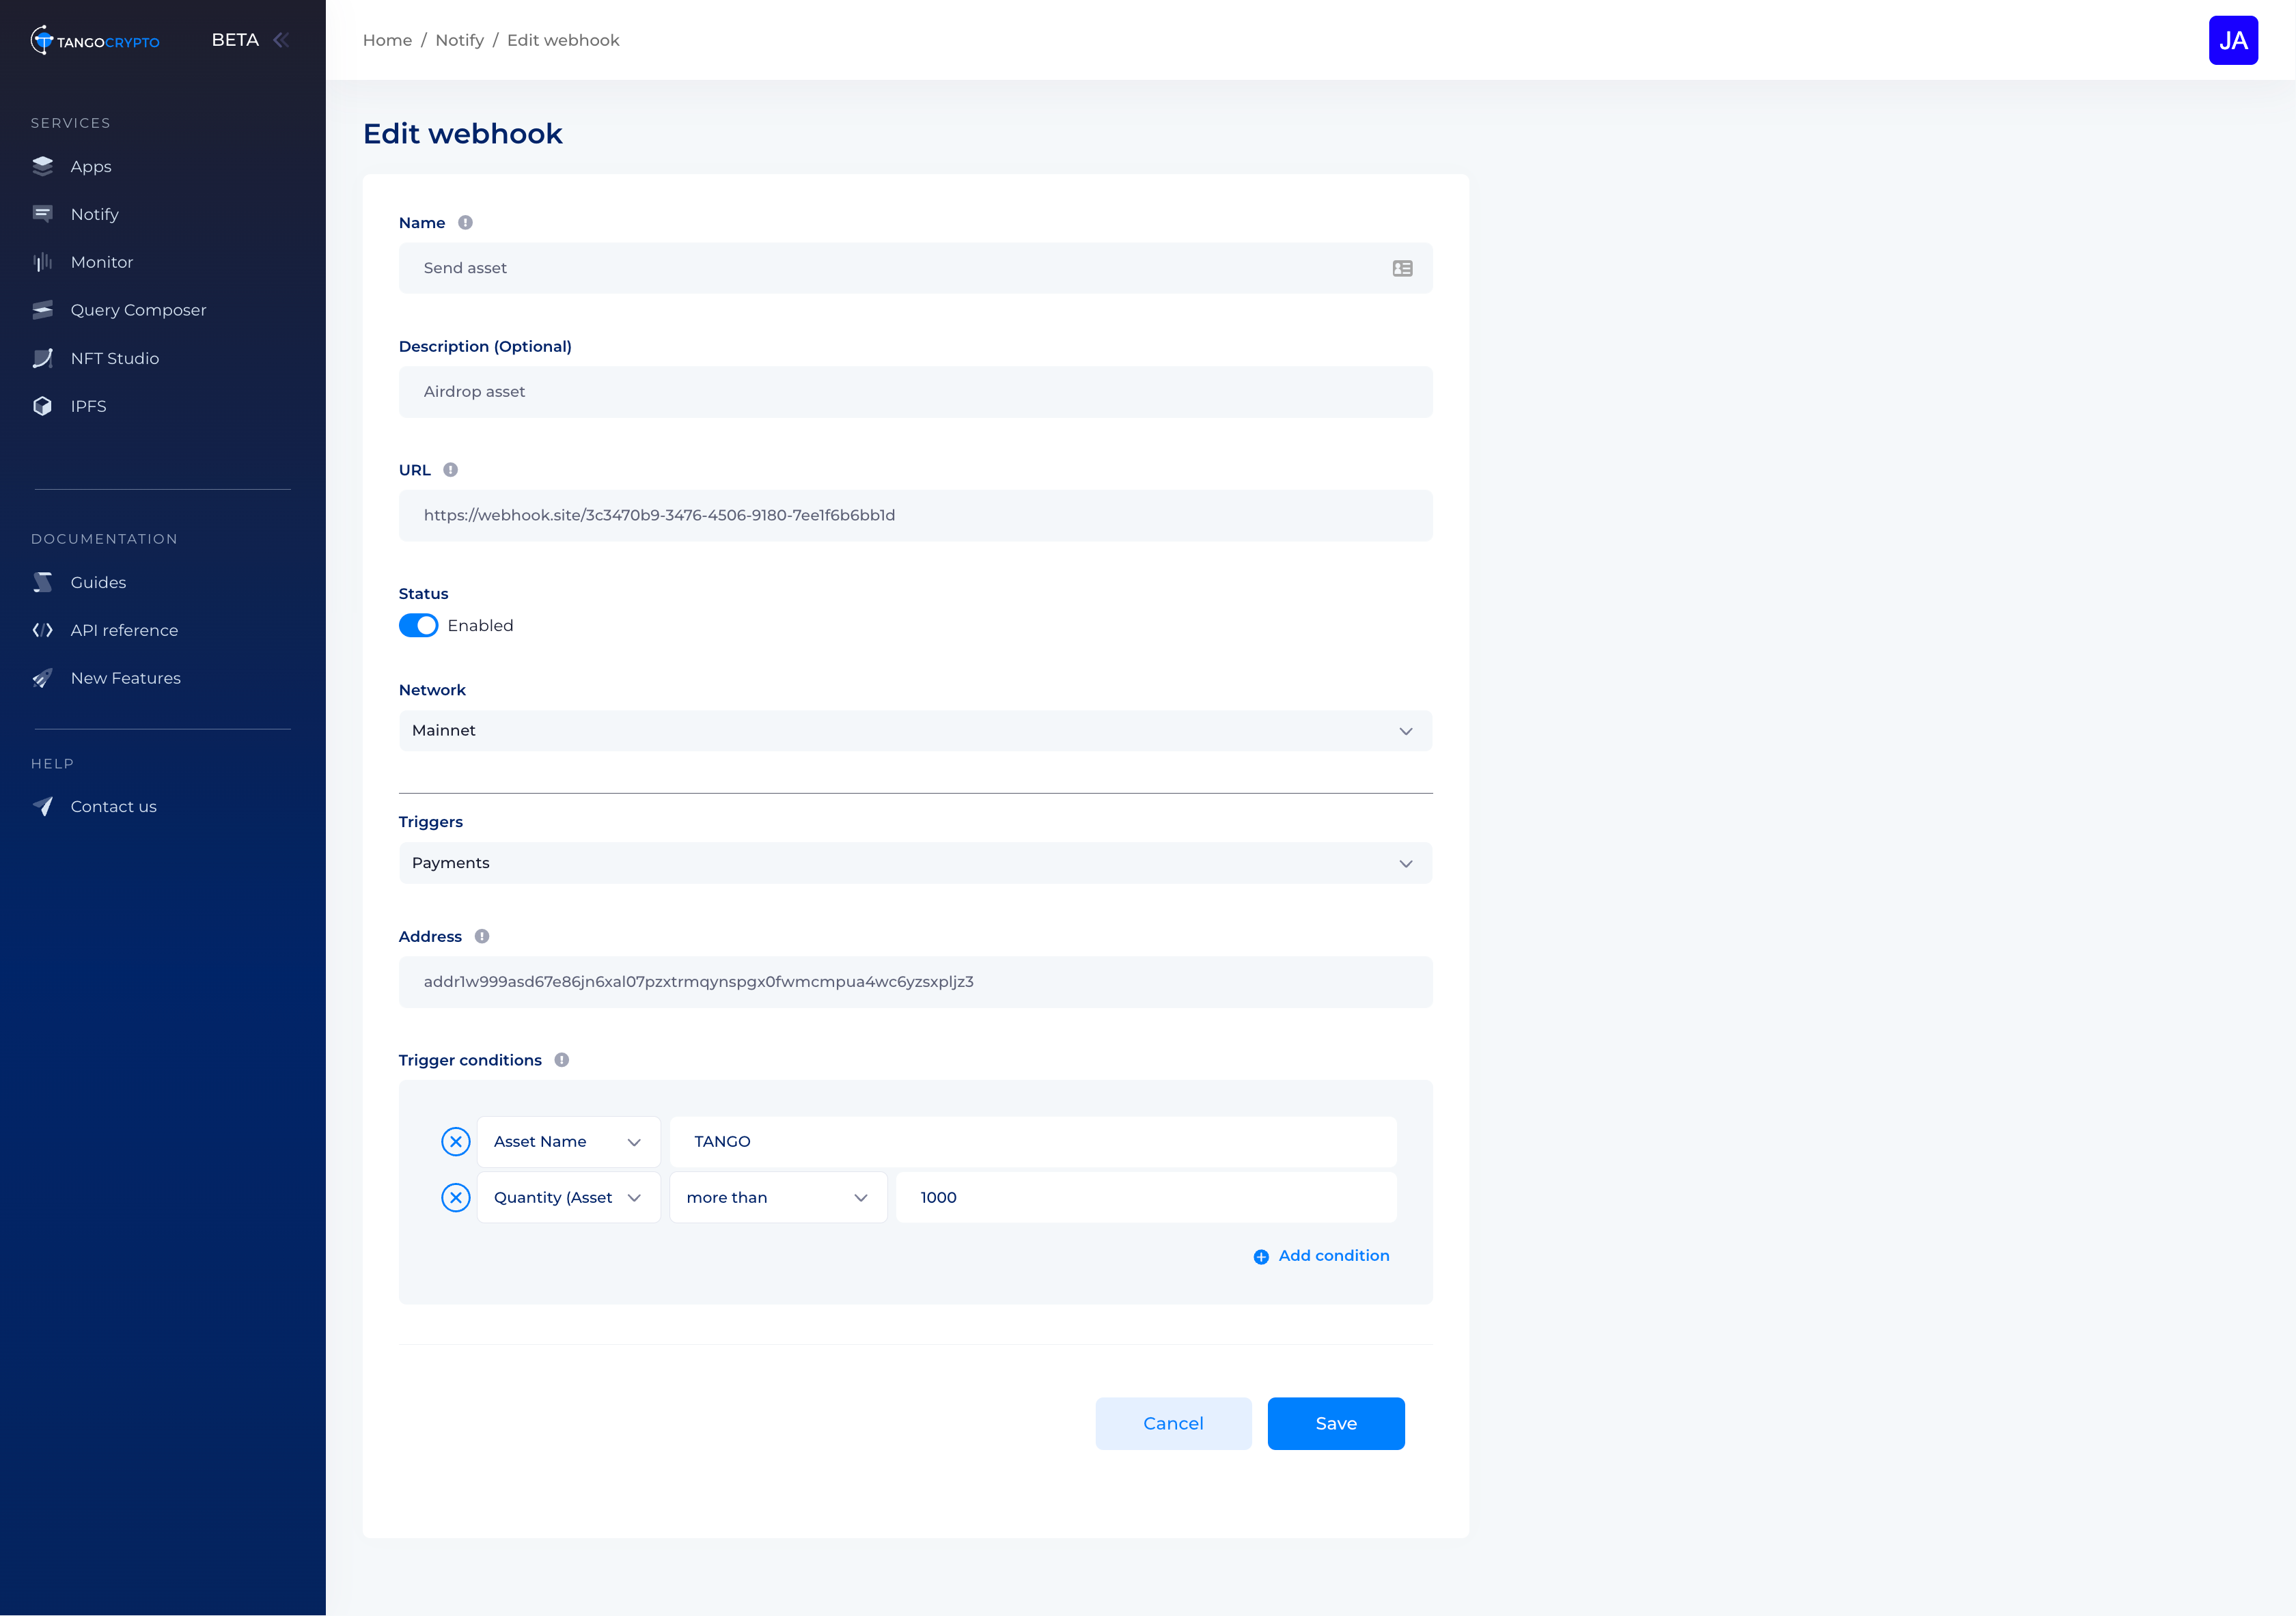 TANGOCRYPTO BETA
SERVICES
Apps
Notify
Monitor
Query Composer
NFT Studio
IPFS
DOCUMENTATION
Guides
API reference
New Features
HELP
Contact us
Home / Notify / Edit webhook
JA
Edit webhook
Name
Send asset
Description (Optional)
Airdrop asset
URL
https://webhook.site/3c3470b9-3476-4506-9180-7ee1f6b6bb1d
Status
Enabled
Network
Mainnet
Triggers
Payments
Address
addr1w999asd67e86jn6xal07pzxtrmqynspgx0fwmcmpua4wc6yzsxpljz3
Trigger conditions
Asset Name TANGO
Quantity (Asset more than 1000
Add condition
Cancel Save